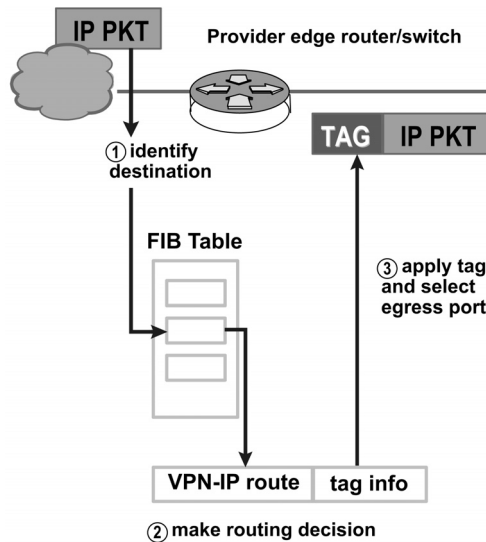 IP PKT
Provider edge router/switch
TAG IP PKT
① identify
destination
FIB Table
③ apply tag
and select
egress port
VPN-IP route tag info
② make routing decision